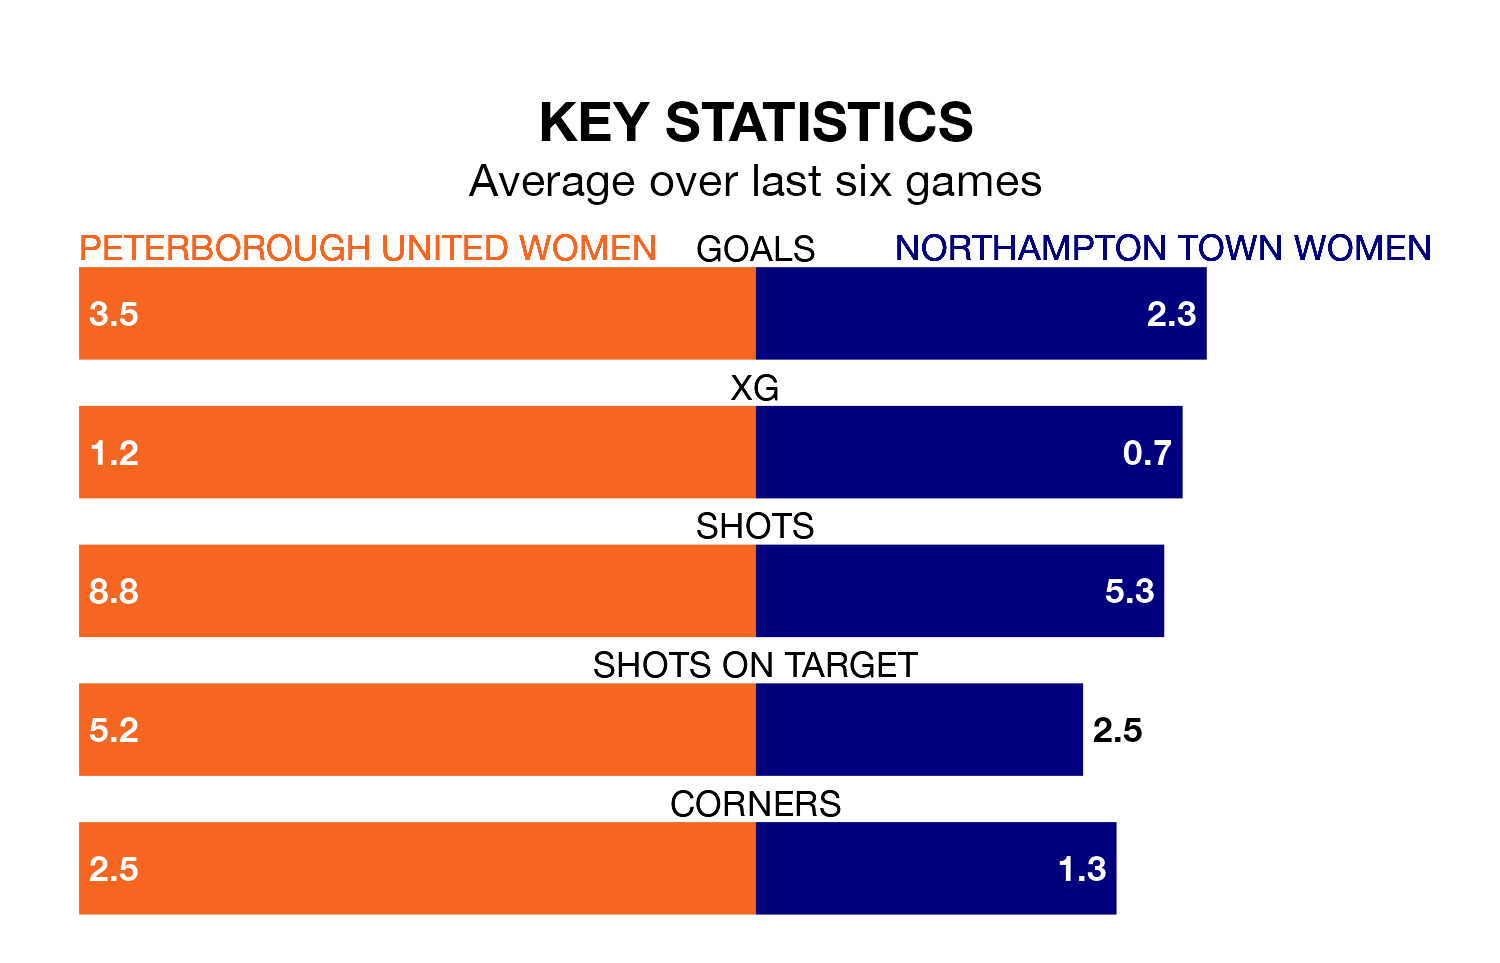 KEY STATISTICS
Average over last six games
PETERBOROUGH UNITED WOMEN GOALS NORTHAMPTON TOWN WOMEN
3.5 2.3
XG
1.2 0.7
SHOTS
8.8 5.3
SHOTS ON TARGET
5.2 2.5
CORNERS
2.5 1.3